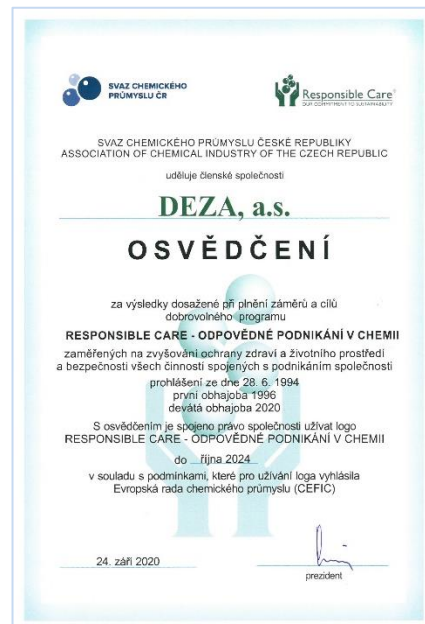 SVAZ CHEMICKÉHO
PRŮMYSLU ČR
Responsible Care®
OUR COMMITMENT TO SUSTAINABILITY
SVAZ CHEMICKÉHO PRŮMYSLU ČESKÉ REPUBLIKY
ASSOCIATION OF CHEMICAL INDUSTRY OF THE CZECH REPUBLIC
uděluje členské společnosti
DEZA, a.s.
OSVĚDČENÍ
za výsledky dosažené při plnění záměrů a cílů
dobrovolného programu
RESPONSIBLE CARE - ODPOVĚDNÉ PODNIKÁNÍ V CHEMII
zaměřených na zvyšování ochrany zdraví a životního prostředí
a bezpečnosti všech činností spojených s podnikáním společnosti
prohlášení ze dne 28. 6. 1994
první obhajoba 1996
devátá obhajoba 2020
S osvědčením je spojeno právo společnosti užívat logo
RESPONSIBLE CARE - ODPOVĚDNÉ PODNIKÁNÍ V CHEMII
do října 2024
v souladu s podmínkami, které pro užívání loga vyhlásila
Evropská rada chemického průmyslu (CEFIC)
24. září 2020
prezident